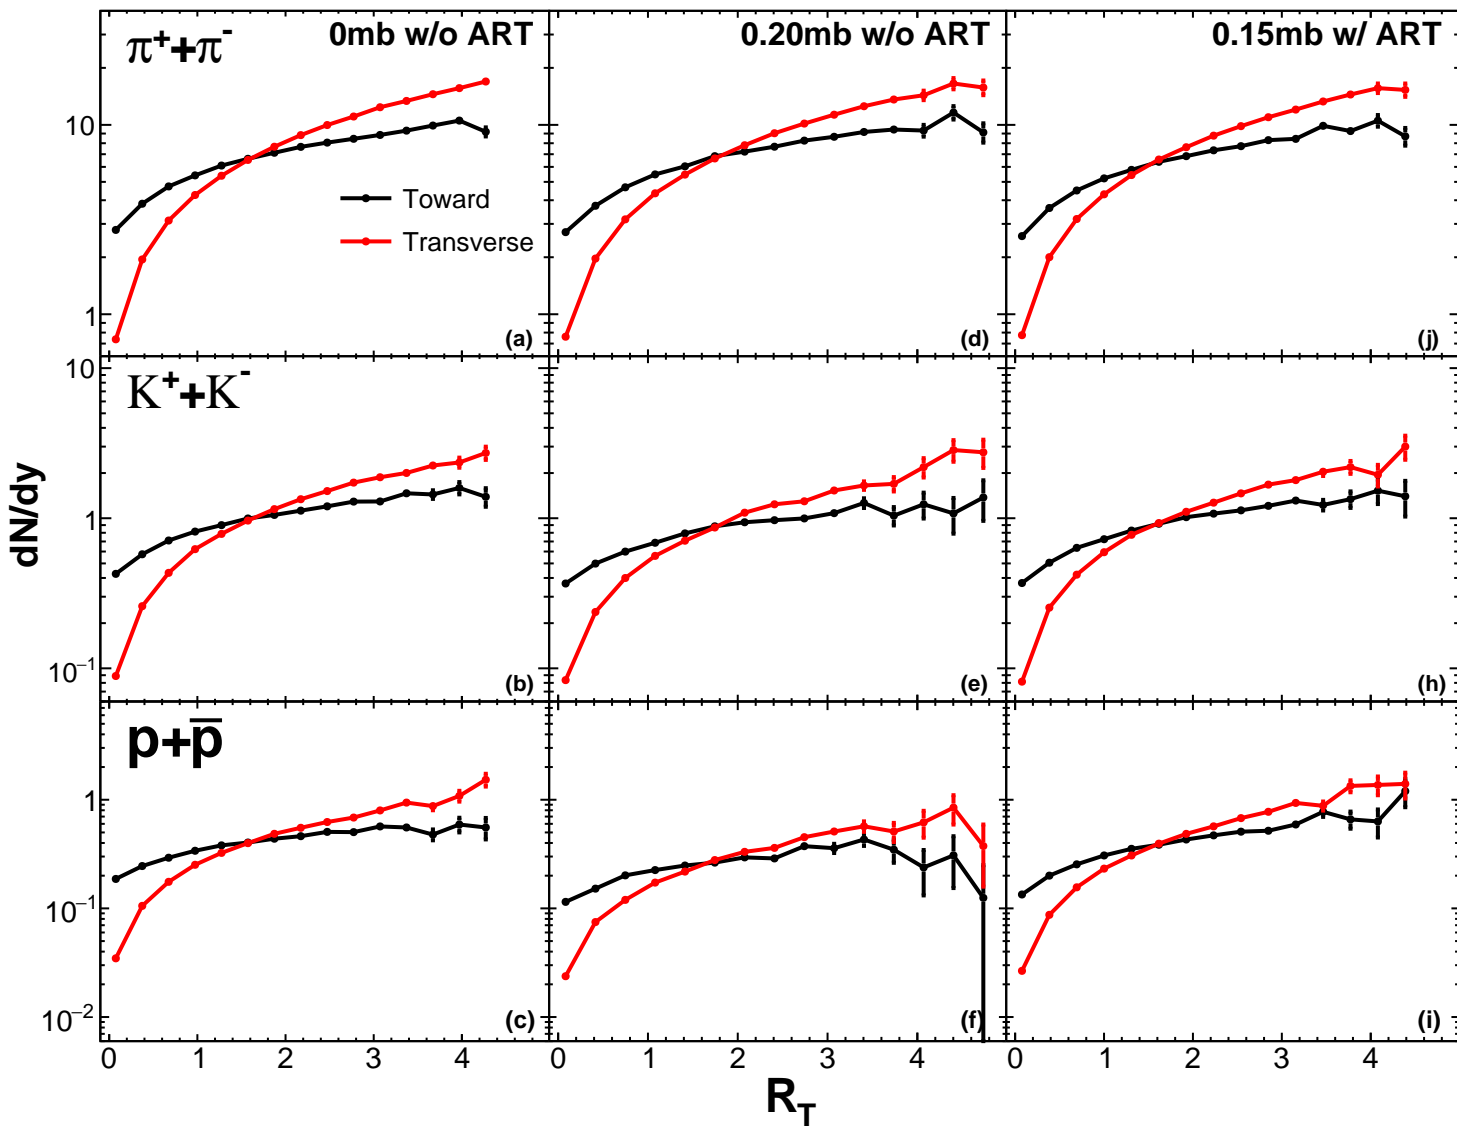 π⁺+π⁻ 0mb w/o ART 0.20mb w/o ART 0.15mb w/ ART
10
Toward
Transverse
1
(a) (d) (j)
10
K⁺+K⁻
1
10⁻¹
(b) (e) (h)
dN/dy
p+p̅
1
10⁻¹
10⁻²
(c) (f) (i)
0 1 2 3 4 0 1 2 3 4 0 1 2 3 4
R_T